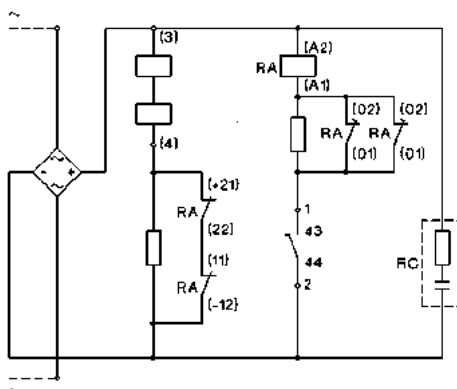 (3)
(A2)
RA
(A1)
(02) (02)
RA RA
(01) (01)
(4)
(+21)
RA
(22)
(11)
RA
(-12)
1
43
44
2
RC
~
~
- +
~